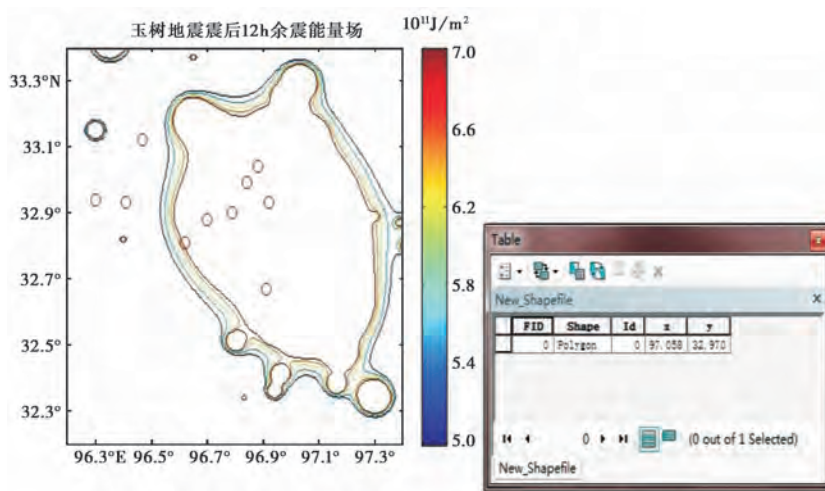 玉树地震震后12h余震能量场
10¹¹J/m²
33.3°N
33.1°
32.9°
32.7°
32.5°
32.3°
96.3°E 96.5° 96.7° 96.9° 97.1° 97.3°
7.0
6.6
6.2
5.8
5.4
5.0
Table
New_Shapefile
FID Shape Id x y
0 Polygon 0 97.058 32.970
0 (0 out of 1 Selected)
New_Shapefile